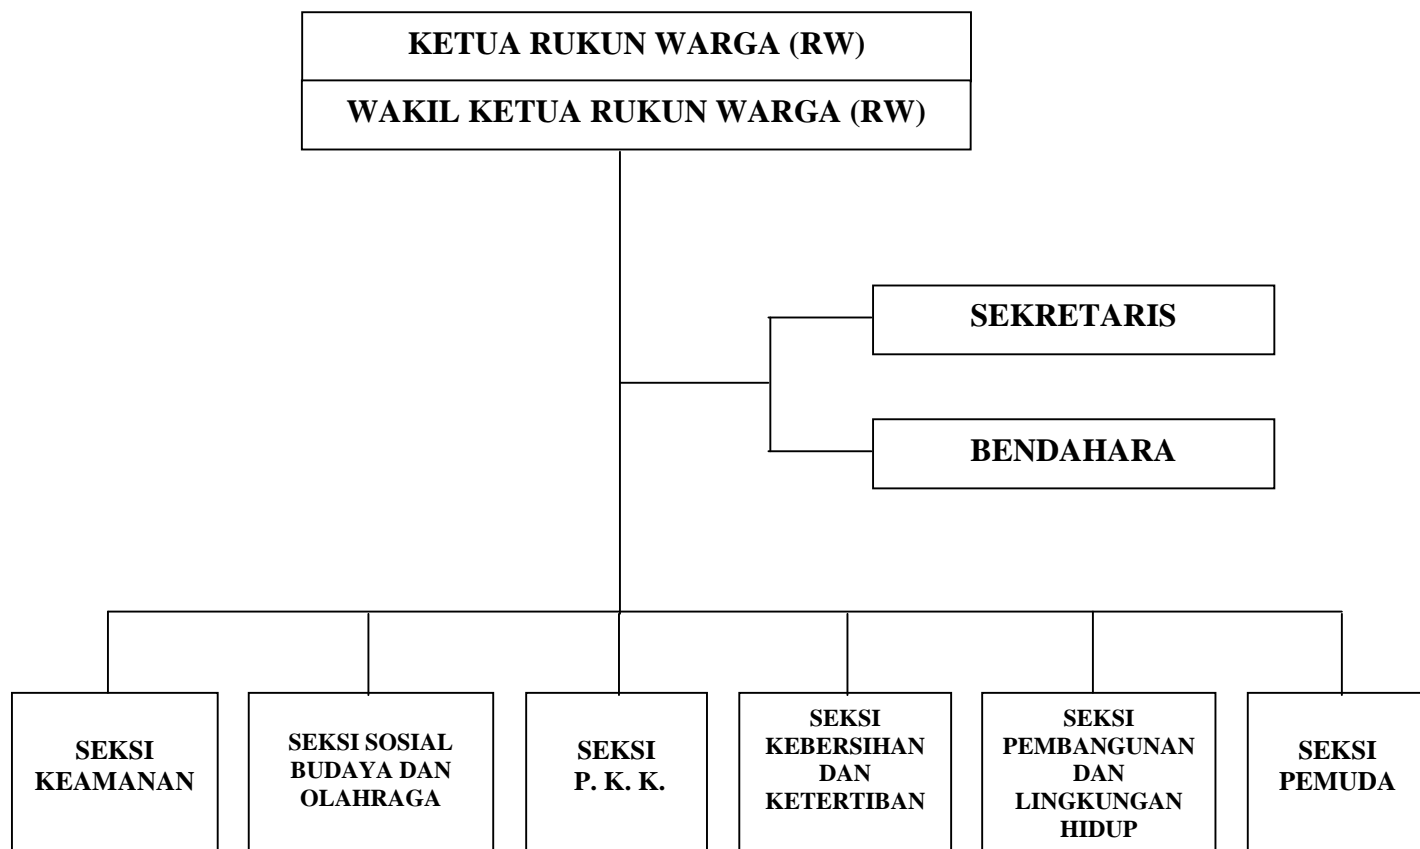 KETUA RUKUN WARGA (RW)
WAKIL KETUA RUKUN WARGA (RW)
SEKRETARIS
BENDAHARA
SEKSI
KEAMANAN
SEKSI SOSIAL
BUDAYA DAN
OLAHRAGA
SEKSI
P. K. K.
SEKSI
KEBERSIHAN
DAN
KETERTIBAN
SEKSI
PEMBANGUNAN
DAN
LINGKUNGAN
HIDUP
SEKSI
PEMUDA